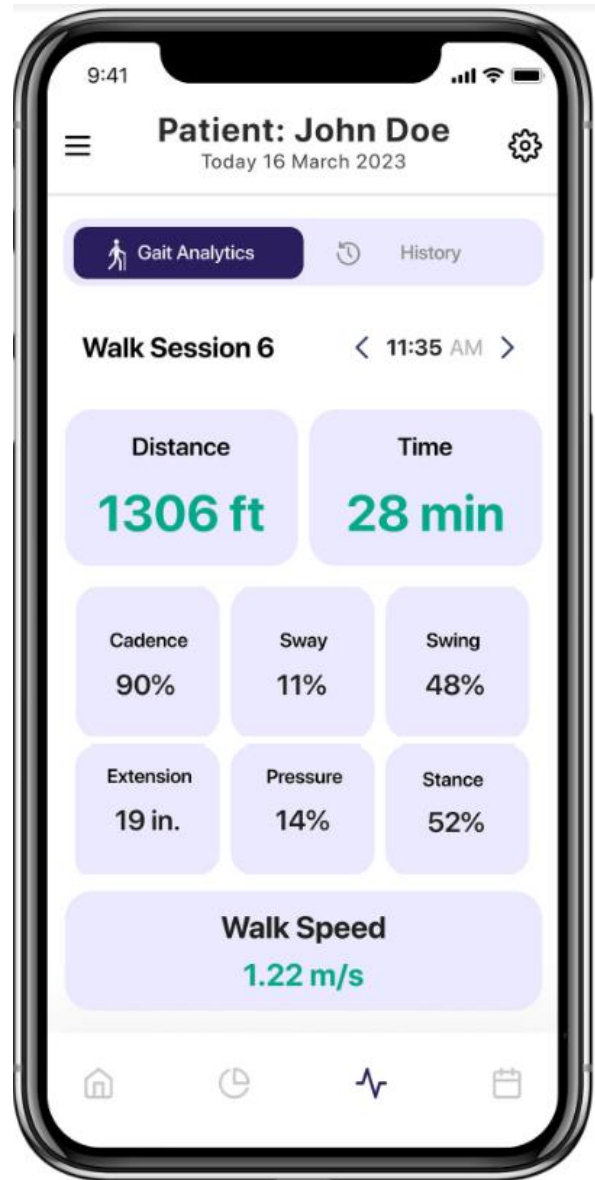 9:41
Patient: John Doe
Today 16 March 2023
Gait Analytics
History
Walk Session 6
< 11:35 AM >
Distance
Time
1306 ft
28 min
Cadence
Sway
Swing
90%
11%
48%
Extension
Pressure
Stance
19 in.
14%
52%
Walk Speed
1.22 m/s